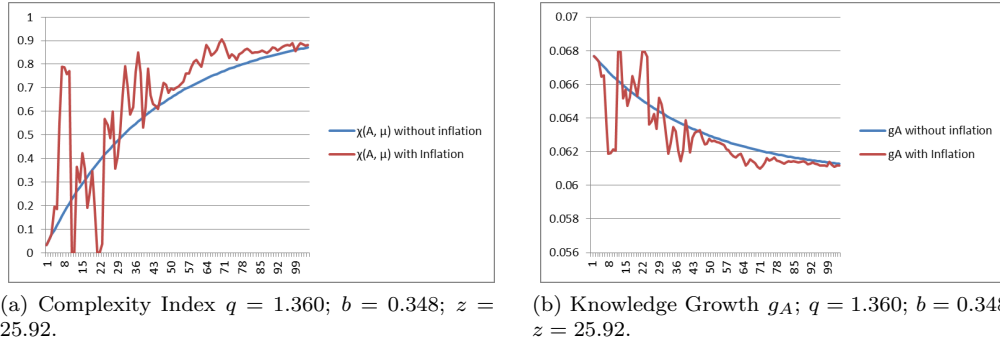 1
0.9
0.8
0.7
0.6
0.5
0.4
0.3
0.2
0.1
0
1 8 15 22 29 36 43 50 57 64 71 78 85 92 99
χ(A, μ) without inflation
χ(A, μ) with Inflation
(a) Complexity Index q = 1.360; b = 0.348; z =
25.92.
0.07
0.068
0.066
0.064
0.062
0.06
0.058
0.056
1 8 15 22 29 36 43 50 57 64 71 78 85 92 99
gA without inflation
gA with Inflation
(b) Knowledge Growth gA; q = 1.360; b = 0.348
z = 25.92.